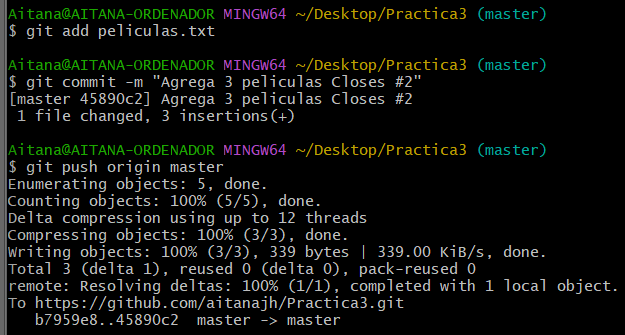 Aitana@AITANA-ORDENADOR MINGW64 ~/Desktop/Practica3 (master)
$ git add peliculas.txt
Aitana@AITANA-ORDENADOR MINGW64 ~/Desktop/Practica3 (master)
$ git commit -m "Agrega 3 peliculas Closes #2"
[master 45890c2] Agrega 3 peliculas Closes #2
 1 file changed, 3 insertions(+)
Aitana@AITANA-ORDENADOR MINGW64 ~/Desktop/Practica3 (master)
$ git push origin master
Enumerating objects: 5, done.
Counting objects: 100% (5/5), done.
Delta compression using up to 12 threads
Compressing objects: 100% (3/3), done.
Writing objects: 100% (3/3), 339 bytes | 339.00 KiB/s, done.
Total 3 (delta 1), reused 0 (delta 0), pack-reused 0
remote: Resolving deltas: 100% (1/1), completed with 1 local object.
To https://github.com/aitanajh/Practica3.git
   b7959e8..45890c2  master -> master